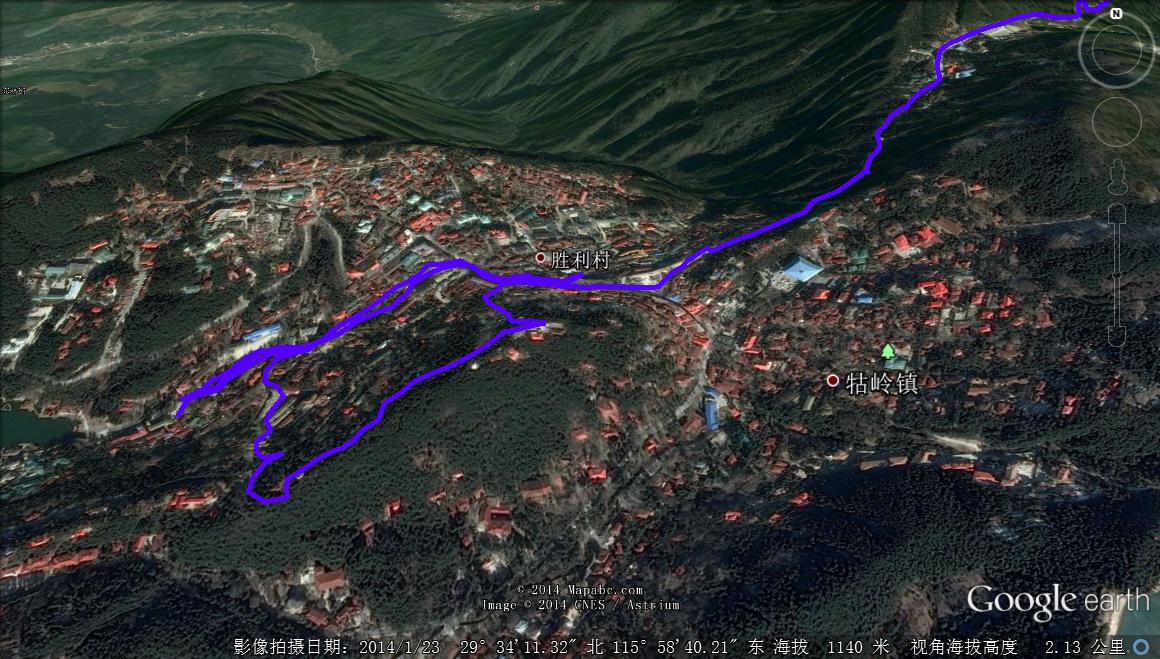 N
胜利村
牯岭镇
© 2014 Mapabc.com
Image © 2014 CNES / Astrium
Google earth
影像拍摄日期: 2014/1/23 29° 34'11.32" 北 115° 58'40.21" 东 海拔 1140 米 视角海拔高度 2.13 公里